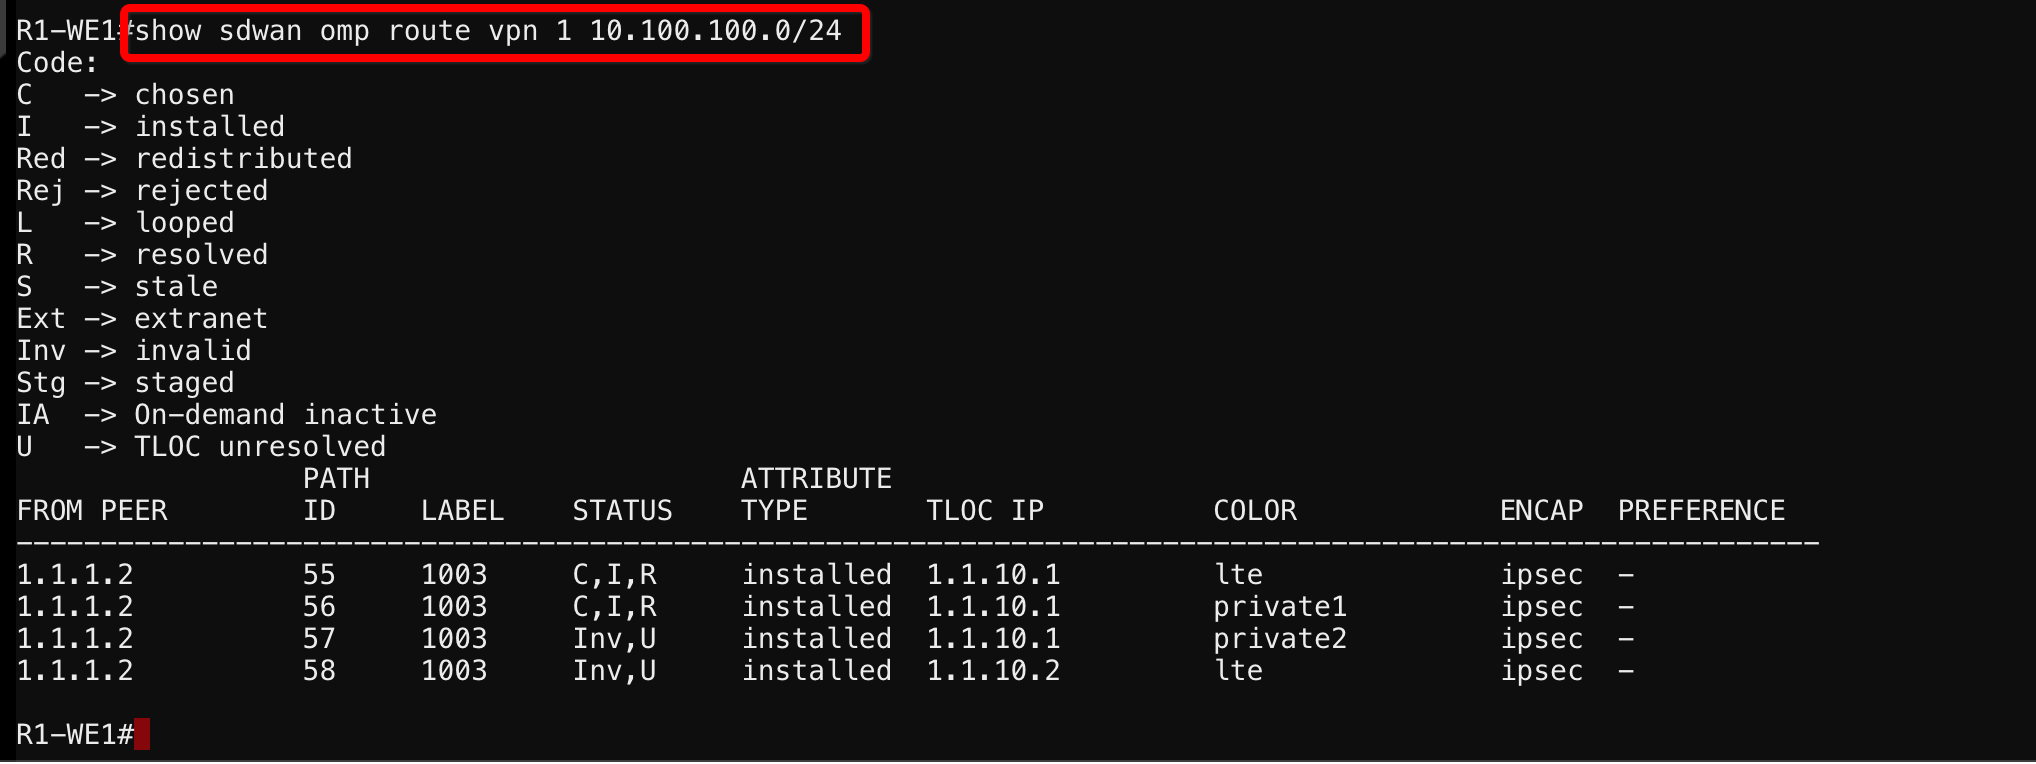 R1-WE1#show sdwan omp route vpn 1 10.100.100.0/24
Code:
C   -> chosen
I   -> installed
Red -> redistributed
Rej -> rejected
L   -> looped
R   -> resolved
S   -> stale
Ext -> extranet
Inv -> invalid
Stg -> staged
IA  -> On-demand inactive
U   -> TLOC unresolved
                 PATH                      ATTRIBUTE
FROM PEER        ID     LABEL    STATUS    TYPE       TLOC IP          COLOR            ENCAP  PREFERENCE
-----------------------------------------------------------------------------------------------------------
1.1.1.2          55     1003     C,I,R     installed  1.1.10.1         lte              ipsec  -
1.1.1.2          56     1003     C,I,R     installed  1.1.10.1         private1         ipsec  -
1.1.1.2          57     1003     Inv,U     installed  1.1.10.1         private2         ipsec  -
1.1.1.2          58     1003     Inv,U     installed  1.1.10.2         lte              ipsec  -
R1-WE1#